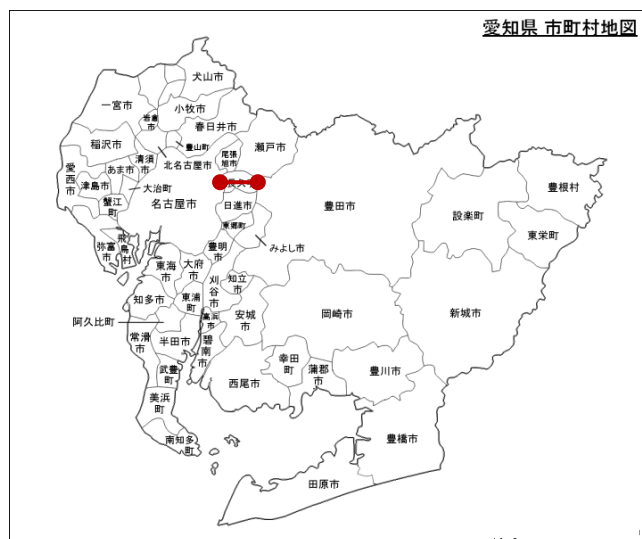 愛知県 市町村地図
犬山市
一宮市
小牧市
岩倉市
春日井市
稲沢市
豊山町
瀬戸市
尾張旭市
清須市
北名古屋市
あま市
愛西市
津島市
大治町
蟹江町
名古屋市
日進市
東郷町
豊田市
設楽町
豊根村
東栄町
みよし市
弥富市
飛島村
豊明市
東海市
大府市
刈谷市
知立市
知多市
東浦町
高浜市
安城市
岡崎市
新城市
阿久比町
常滑市
半田市
碧南市
武豊町
西尾市
幸田町
蒲郡市
豊川市
美浜町
南知多町
豊橋市
田原市